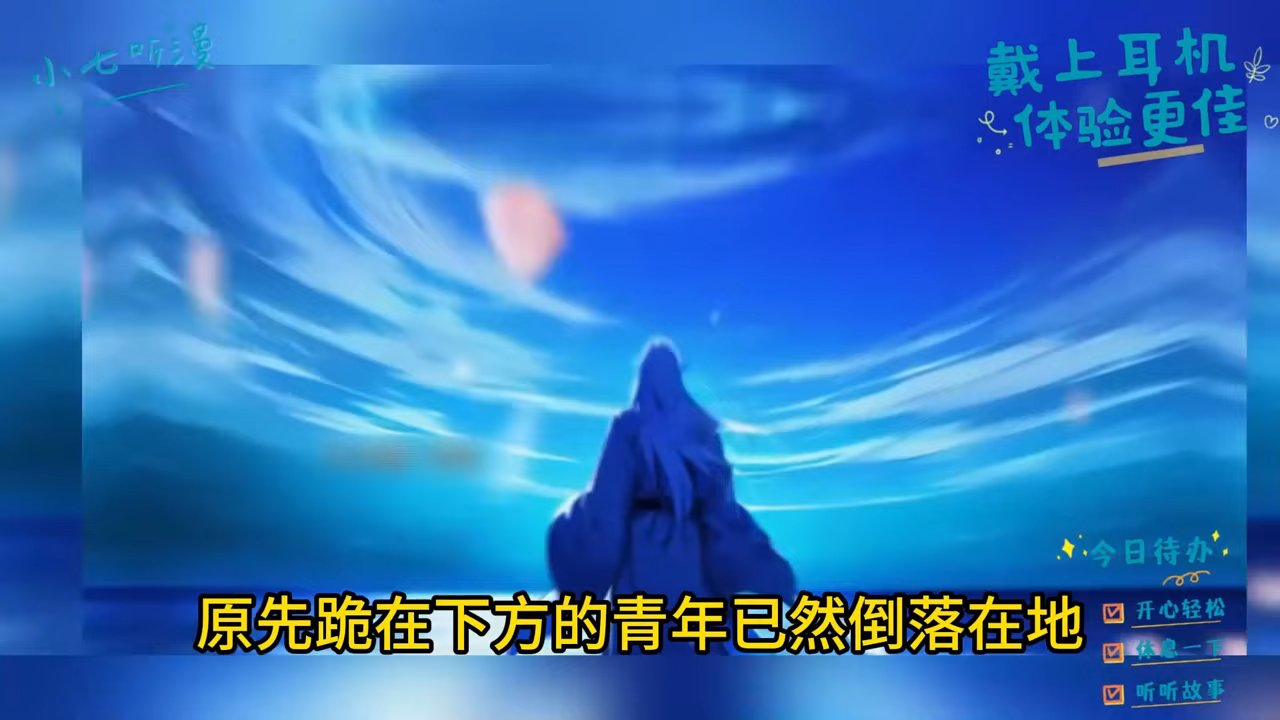 小七听漫
戴上耳机
体验更佳
今日待办
开心轻松
休息一下
听听故事
原先跪在下方的青年已然倒落在地